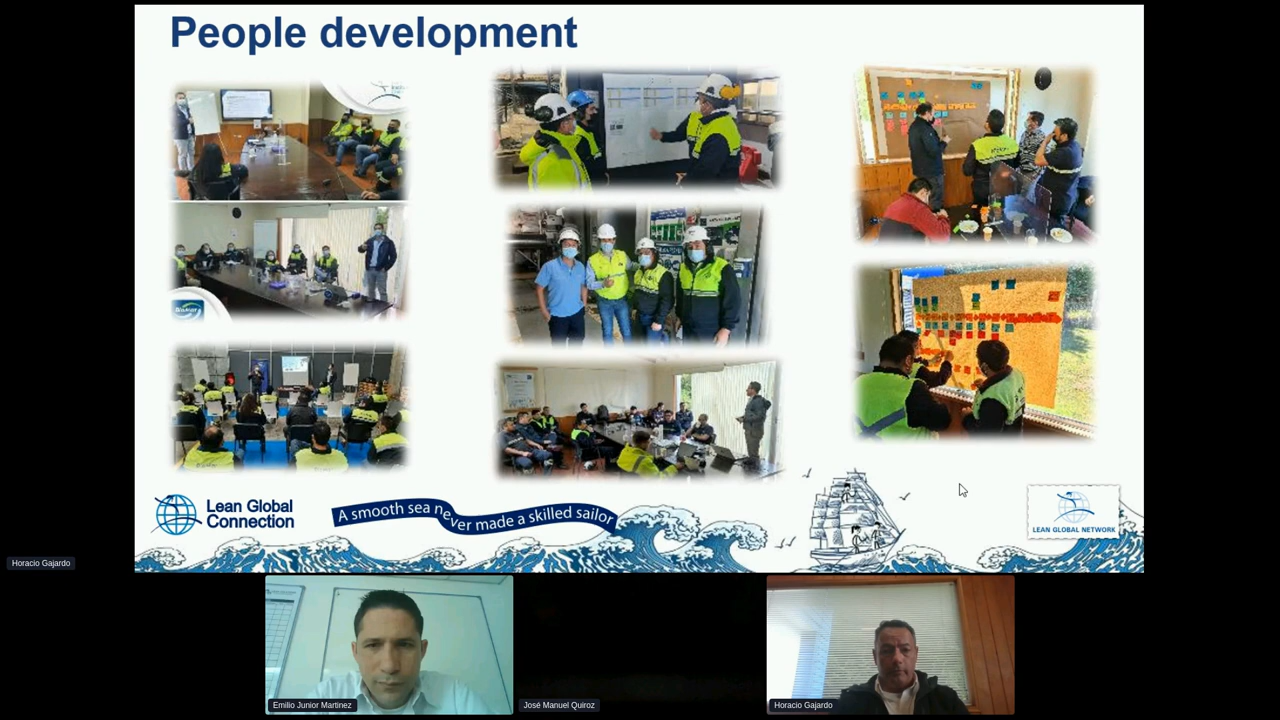 People development
Lean Global
Connection
A smooth sea never made a skilled sailor
LEAN GLOBAL NETWORK
Horacio Gajardo
Emilio Junior Martinez
José Manuel Quiroz
Horacio Gajardo